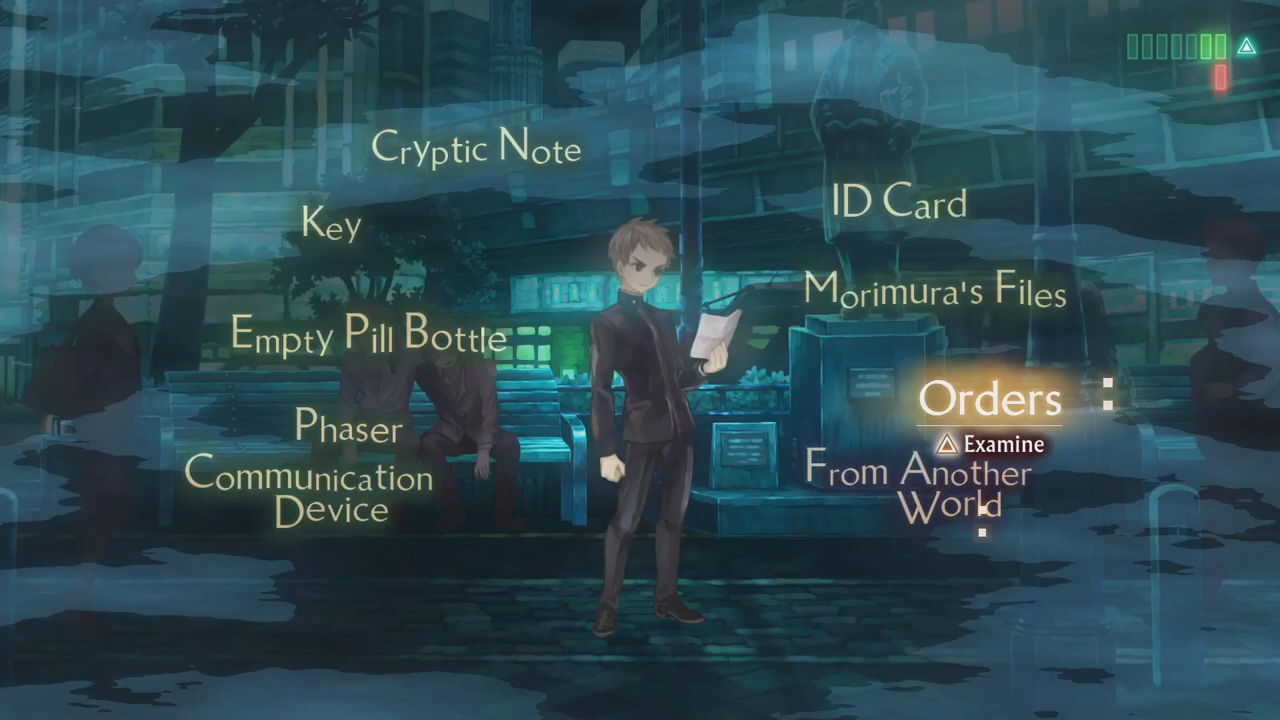 Cryptic Note
ID Card
Key
Morimura's Files
Empty Pill Bottle
Orders
Examine
Phaser
From Another
World
Communication
Device